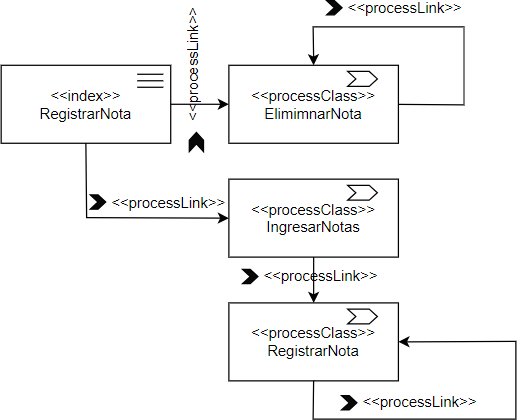 <<processLink>>
<<processLink>>
<<index>>
RegistrarNota
<<processClass>>
ElimimnarNota
<<processLink>>
<<processClass>>
IngresarNotas
<<processLink>>
<<processClass>>
RegistrarNota
<<processLink>>